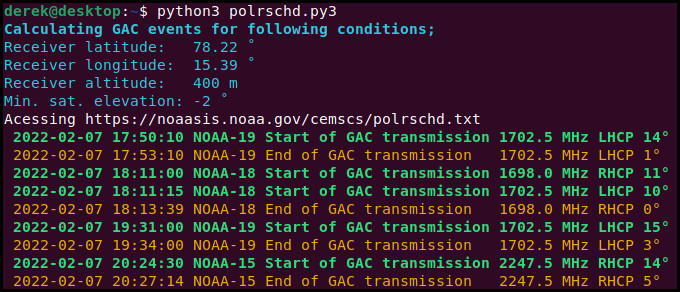 derek@desktop:~$ python3 polrschd.py3
Calculating GAC events for following conditions;
Receiver latitude:   78.22 °
Receiver longitude:  15.39 °
Receiver altitude:   400 m
Min. sat. elevation: -2 °
Acessing https://noaasis.noaa.gov/cemscs/polrschd.txt
2022-02-07 17:50:10 NOAA-19 Start of GAC transmission 1702.5 MHz LHCP 14°
2022-02-07 17:53:10 NOAA-19 End of GAC transmission   1702.5 MHz LHCP 1°
2022-02-07 18:11:00 NOAA-18 Start of GAC transmission 1698.0 MHz RHCP 11°
2022-02-07 18:11:15 NOAA-18 Start of GAC transmission 1702.5 MHz LHCP 10°
2022-02-07 18:13:39 NOAA-18 End of GAC transmission   1698.0 MHz RHCP 0°
2022-02-07 19:31:00 NOAA-19 Start of GAC transmission 1702.5 MHz LHCP 15°
2022-02-07 19:34:00 NOAA-19 End of GAC transmission   1702.5 MHz LHCP 3°
2022-02-07 20:24:30 NOAA-15 Start of GAC transmission 2247.5 MHz RHCP 14°
2022-02-07 20:27:14 NOAA-15 End of GAC transmission   2247.5 MHz RHCP 5°